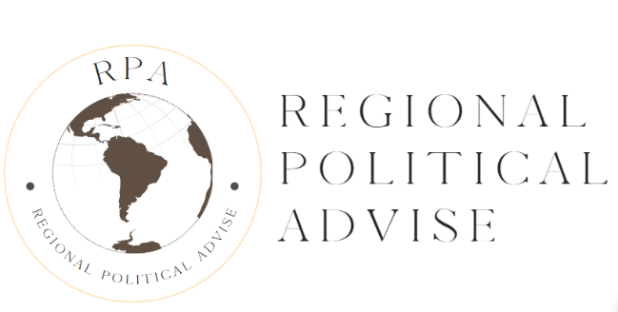 RPA
REGIONAL POLITICAL ADVISE
REGIONAL
POLITICAL
ADVISE